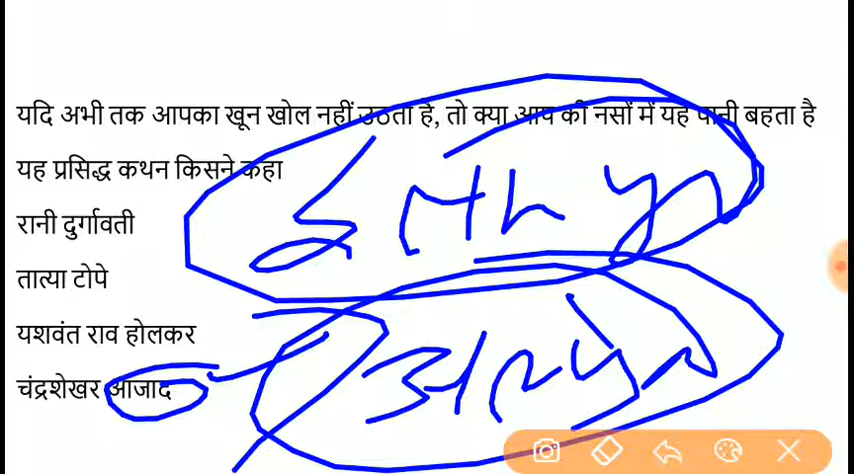 यदि अभी तक आपका खून खोल नहीं उठता है, तो क्या आप की नसों में यह पानी बहता है
यह प्रसिद्ध कथन किसने कहा
रानी दुर्गावती
तात्या टोपे
यशवंत राव होलकर
चंद्रशेखर आजाद